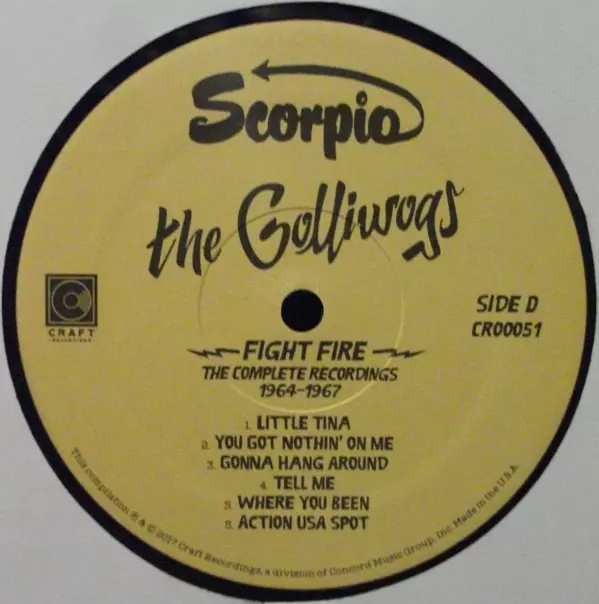 Scorpio
the Golliwogs
CRAFT
RECORDINGS
SIDE D
CR00051
FIGHT FIRE
THE COMPLETE RECORDINGS
1964-1967
1. LITTLE TINA
2. YOU GOT NOTHIN' ON ME
3. GONNA HANG AROUND
4. TELL ME
5. WHERE YOU BEEN
5. ACTION USA SPOT
This compilation ℗ & © 2017 Craft Recordings, a division of Concord Music Group, Inc. Made in the U.S.A.